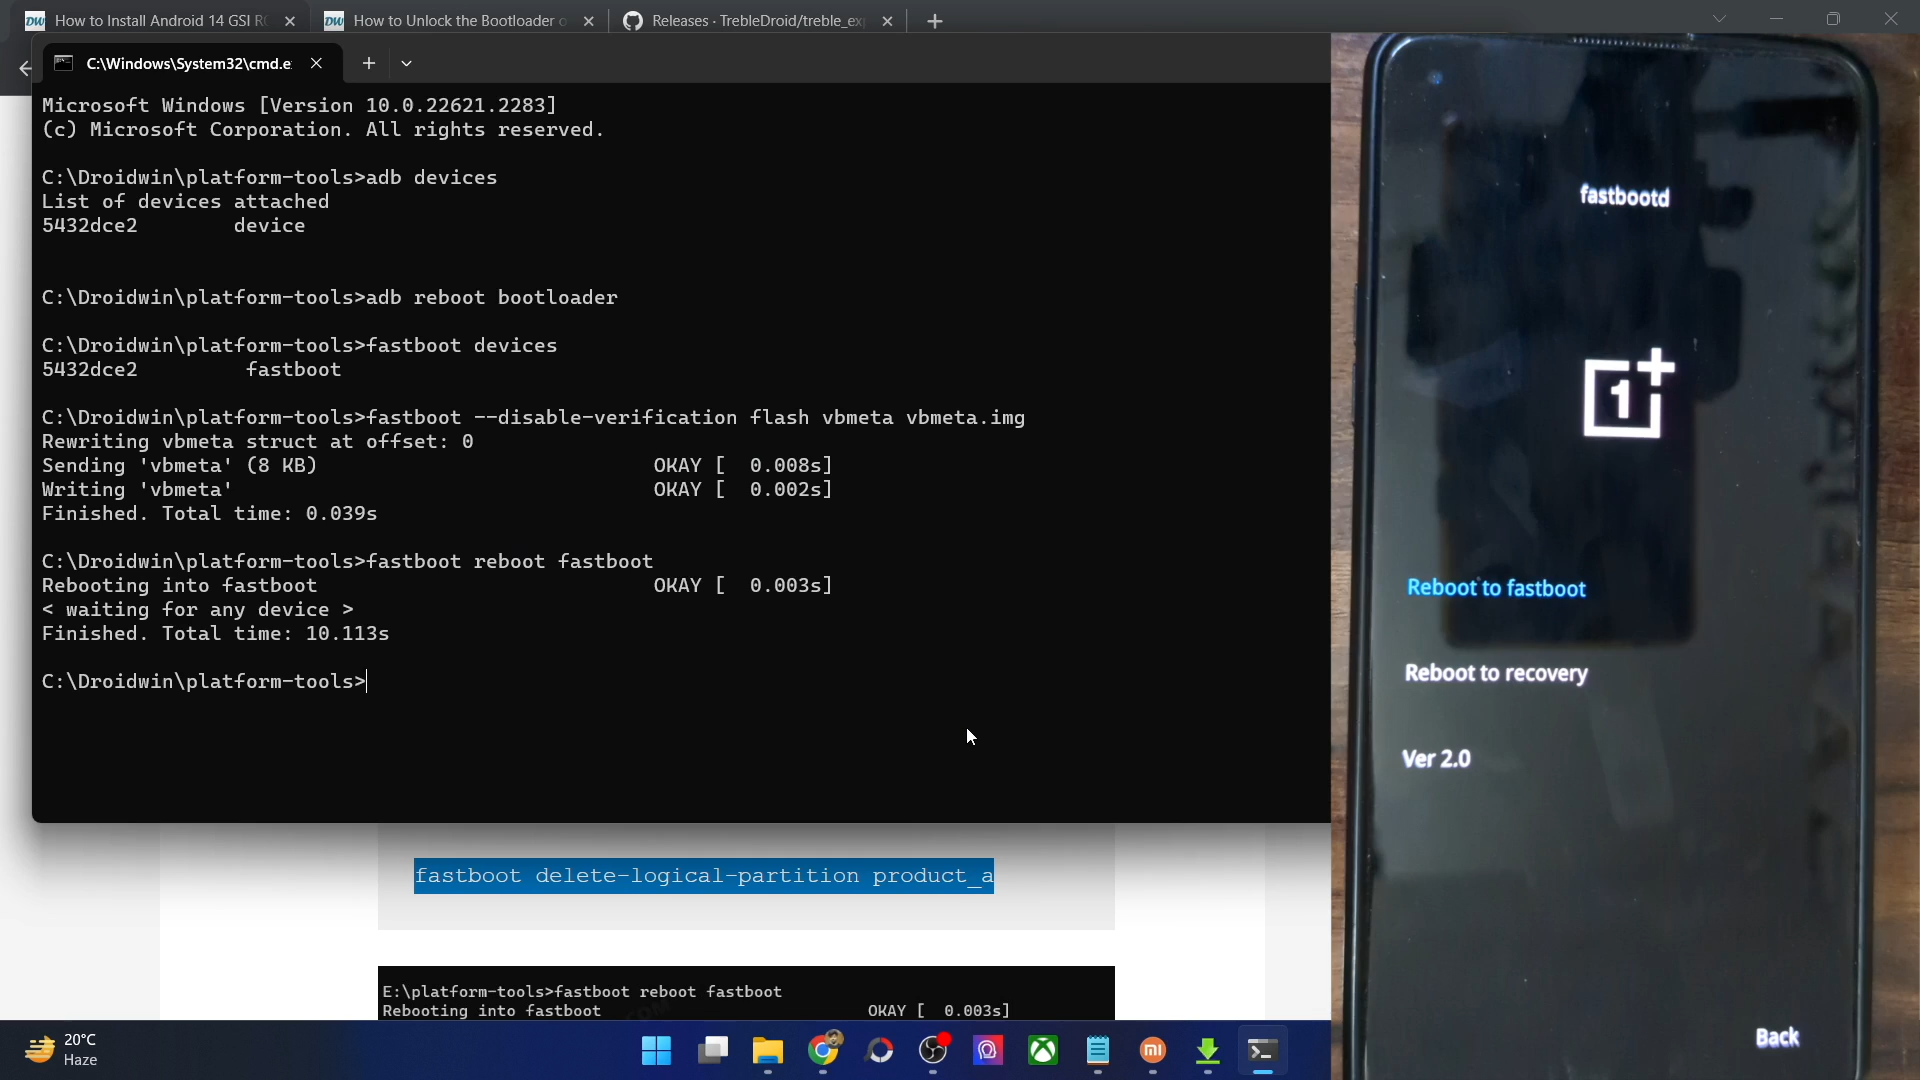 How to Install Android 14 GSI RO
How to Unlock the Bootloader o
Releases · TrebleDroid/treble_ex
C:\Windows\System32\cmd.e
Microsoft Windows [Version 10.0.22621.2283]
(c) Microsoft Corporation. All rights reserved.
C:\Droidwin\platform-tools>adb devices
List of devices attached
5432dce2        device
C:\Droidwin\platform-tools>adb reboot bootloader
C:\Droidwin\platform-tools>fastboot devices
5432dce2         fastboot
C:\Droidwin\platform-tools>fastboot --disable-verification flash vbmeta vbmeta.img
Rewriting vbmeta struct at offset: 0
Sending 'vbmeta' (8 KB)                            OKAY [  0.008s]
Writing 'vbmeta'                                   OKAY [  0.002s]
Finished. Total time: 0.039s
C:\Droidwin\platform-tools>fastboot reboot fastboot
Rebooting into fastboot                            OKAY [  0.003s]
< waiting for any device >
Finished. Total time: 10.113s
C:\Droidwin\platform-tools>
fastboot delete-logical-partition product_a
E:\platform-tools>fastboot reboot fastboot
Rebooting into fastboot                            OKAY [  0.003s]
fastbootd
Reboot to fastboot
Reboot to recovery
Ver 2.0
Back
20°C
Haze